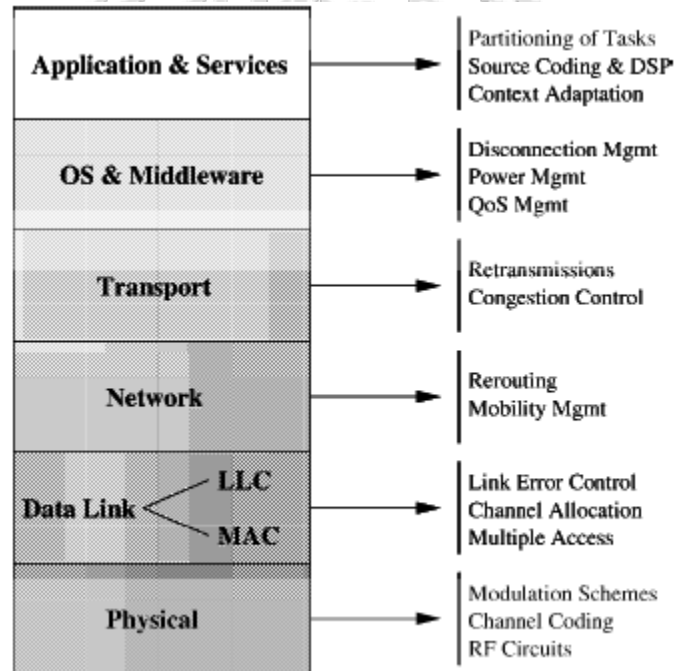 Application & Services
Partitioning of Tasks
Source Coding & DSP
Context Adaptation
OS & Middleware
Disconnection Mgmt
Power Mgmt
QoS Mgmt
Transport
Retransmissions
Congestion Control
Network
Rerouting
Mobility Mgmt
Data Link
LLC
MAC
Link Error Control
Channel Allocation
Multiple Access
Physical
Modulation Schemes
Channel Coding
RF Circuits